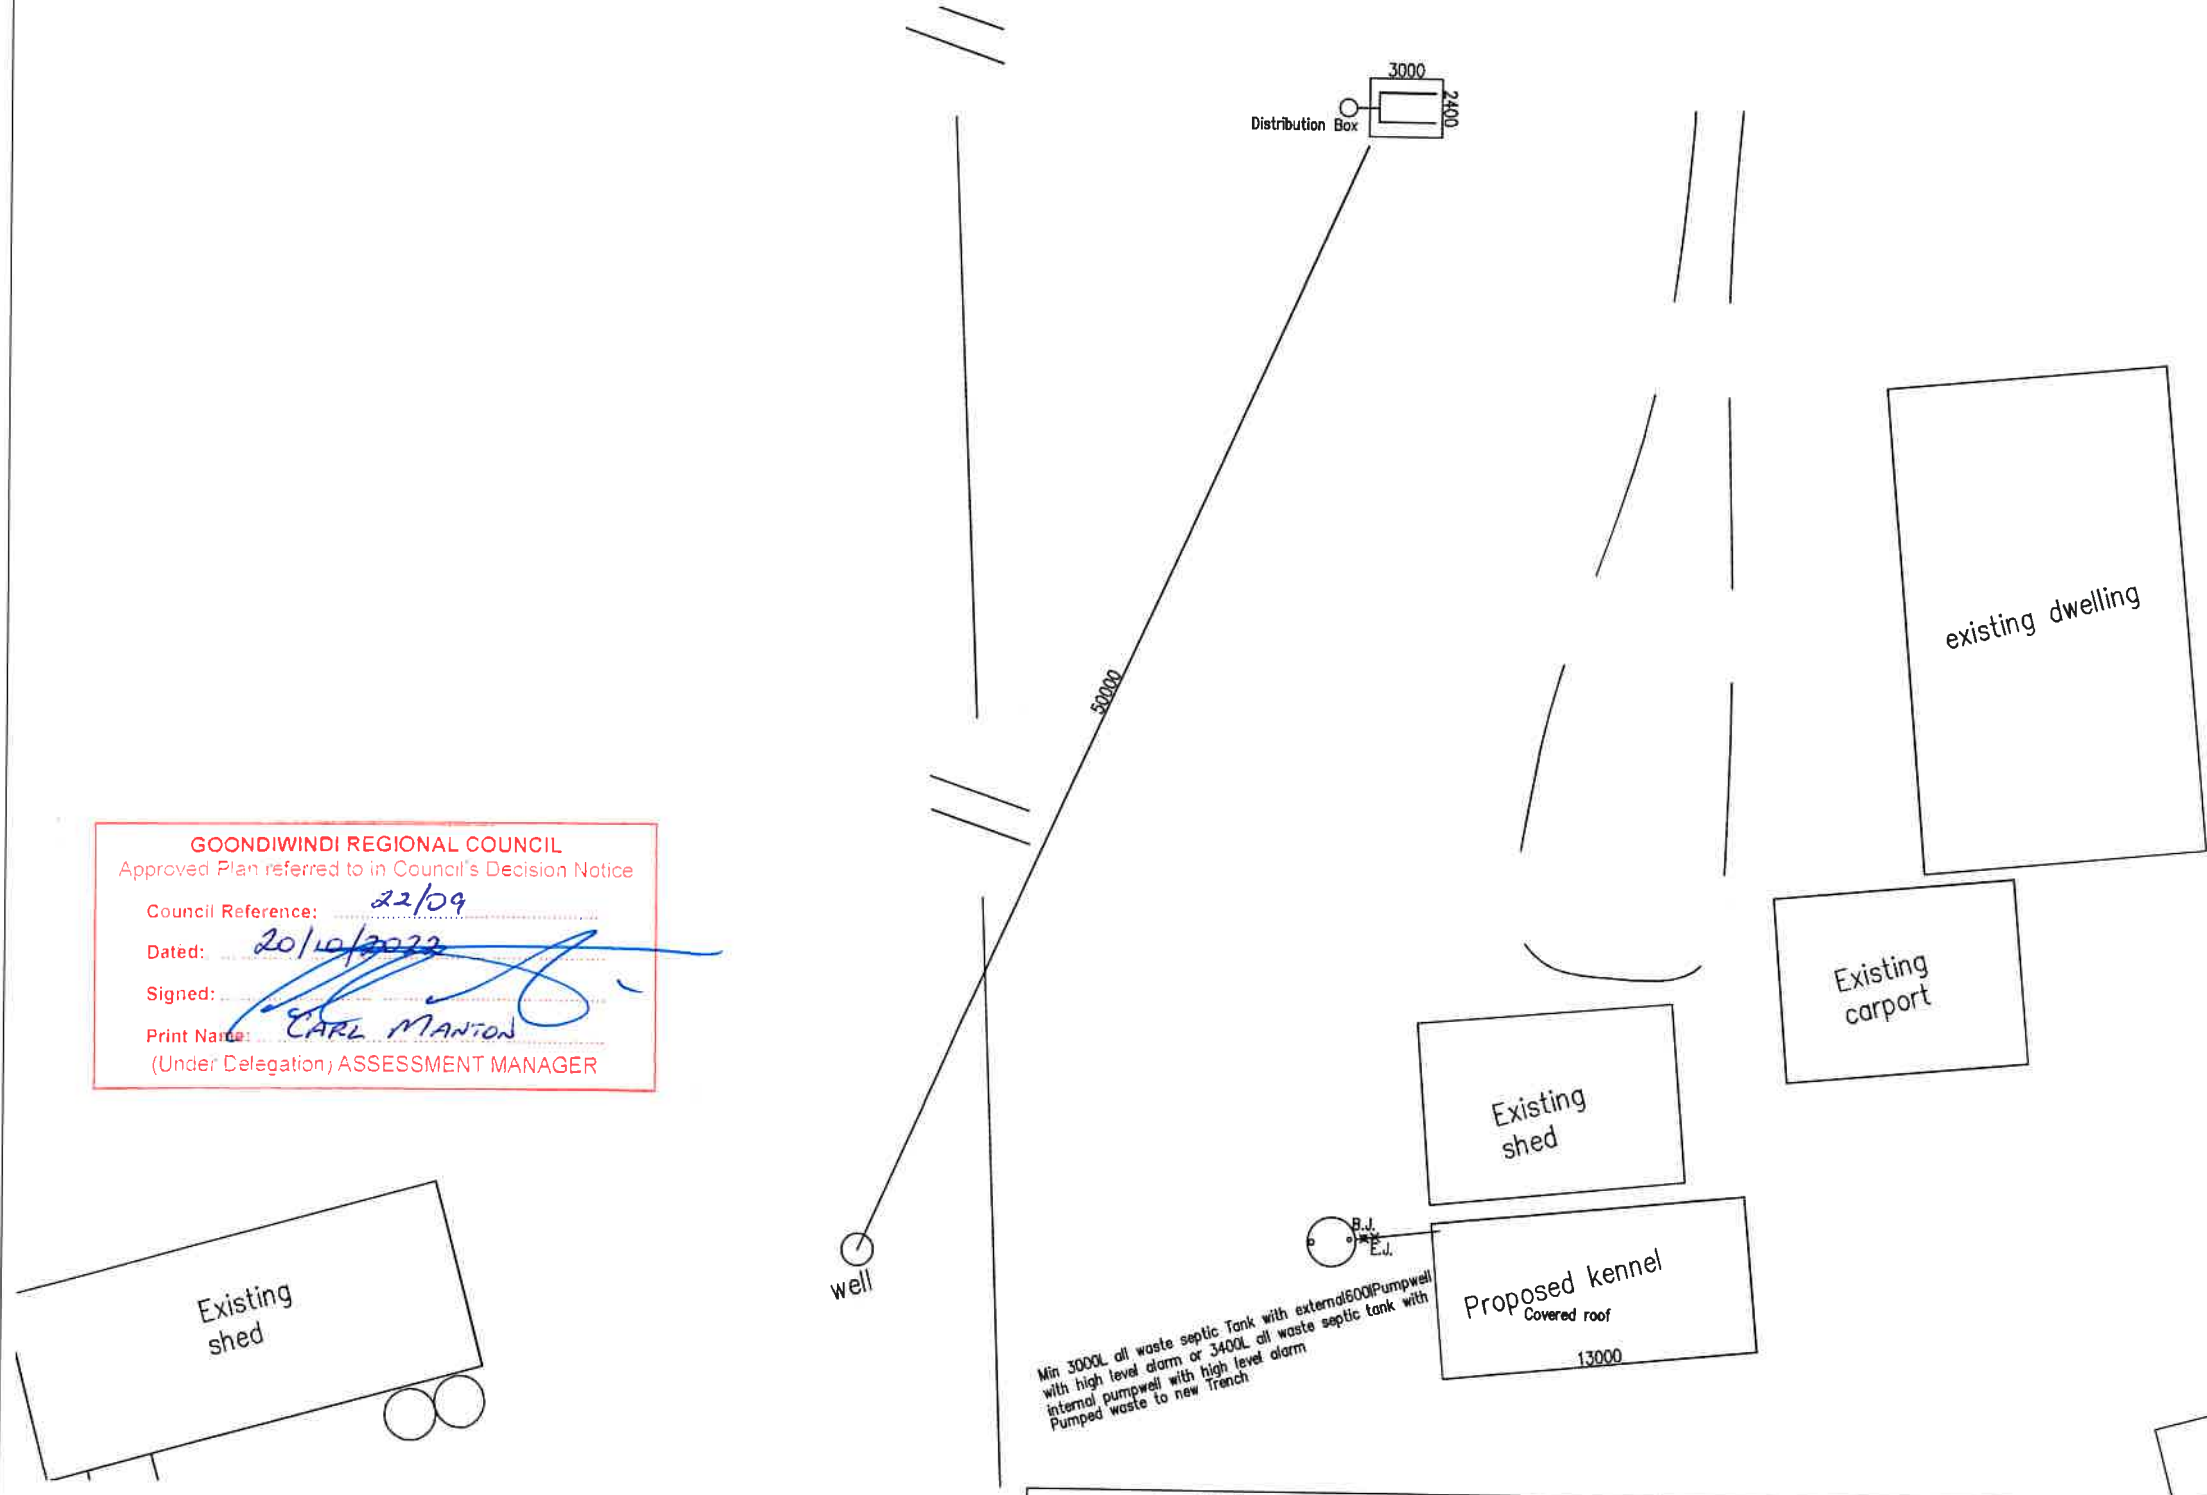 3000
2400
Distribution Box
50000
existing dwelling
GOONDIWINDI REGIONAL COUNCIL
Approved Plan referred to in Council's Decision Notice
Council Reference: 22/09
Dated: 20/10/2022
Signed:
Print Name: CARL MANTON
(Under Delegation) ASSESSMENT MANAGER
Existing
carport
Existing
shed
B.J.
E.J.
well
Existing
shed
Proposed kennel
Covered roof
13000
Min 3000L all waste septic Tank with external600lPumpwell
with high level alarm or 3400L all waste septic tank with
internal pumpwell with high level alarm
Pumped waste to new Trench